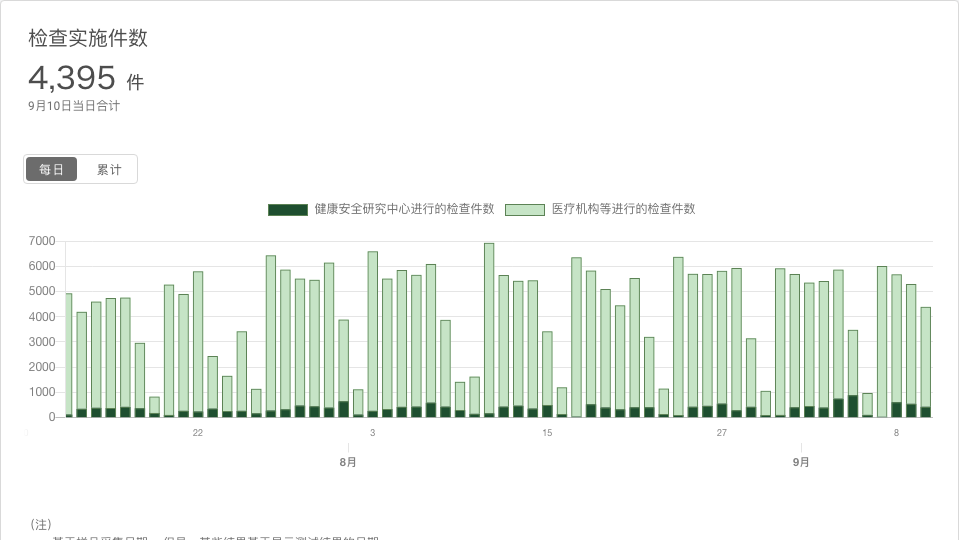 检查实施件数
4,395 件
9月10日当日合计
每日 累计
健康安全研究中心进行的检查件数 医疗机构等进行的检查件数
7000
6000
5000
4000
3000
2000
1000
0
22 3 15 27 8
8月 9月
（注）